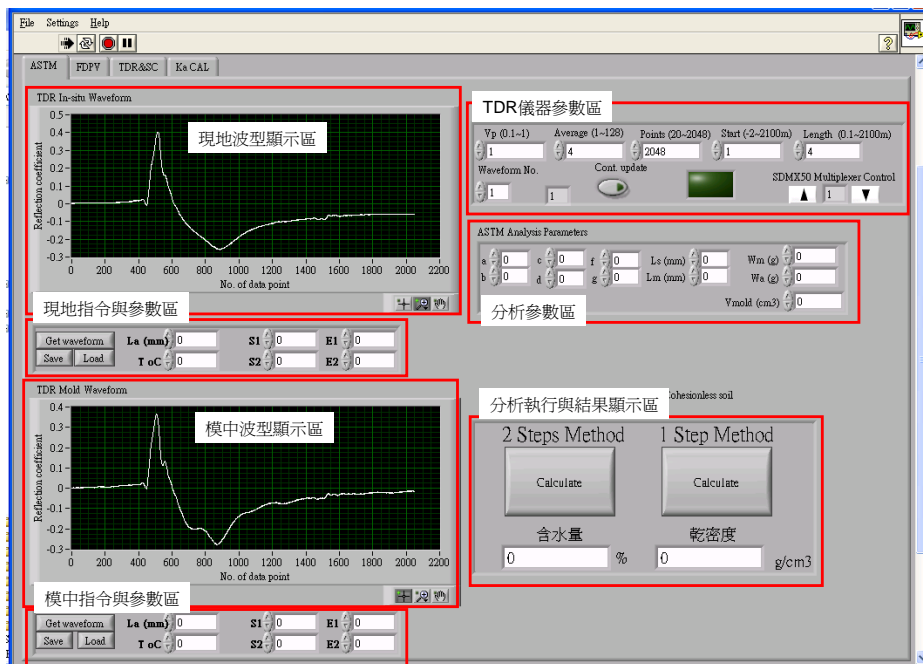 File Settings Help
ASTM FDPV TDR&SC Ka CAL
TDR In-situ Waveform
現地波型顯示區
Reflection coefficient
0.5
0.4
0.3
0.2
0.1
0
-0.1
-0.2
-0.3
0 200 400 600 800 1000 1200 1400 1600 1800 2000 2200
No. of data point
現地指令與參數區
Get waveform La (mm) 0 S1 0 E1 0
Save Load T oC 0 S2 0 E2 0
TDR Mold Waveform
模中波型顯示區
Reflection coefficient
0.4
0.3
0.2
0.1
0
-0.1
-0.2
-0.3
0 200 400 600 800 1000 1200 1400 1600 1800 2000 2200
No. of data point
模中指令與參數區
Get waveform La (mm) 0 S1 0 E1 0
Save Load T oC 0 S2 0 E2 0
TDR儀器參數區
Vp (0.1~1) Average (1~128) Points (20~2048) Start (-2~2100m) Length (0.1~2100m)
1 4 2048 1 4
Waveform No. Cont. update SDMX50 Multiplexer Control
1 1 1
ASTM Analysis Parameters
a 0 c 0 f 0 Ls (mm) 0 Wm (g) 0
b 0 d 0 g 0 Lm (mm) 0 Wa (g) 0
Vmold (cm3) 0
分析參數區
分析執行與結果顯示區
Cohesionless soil
2 Steps Method 1 Step Method
Calculate Calculate
含水量 乾密度
0 % 0 g/cm3